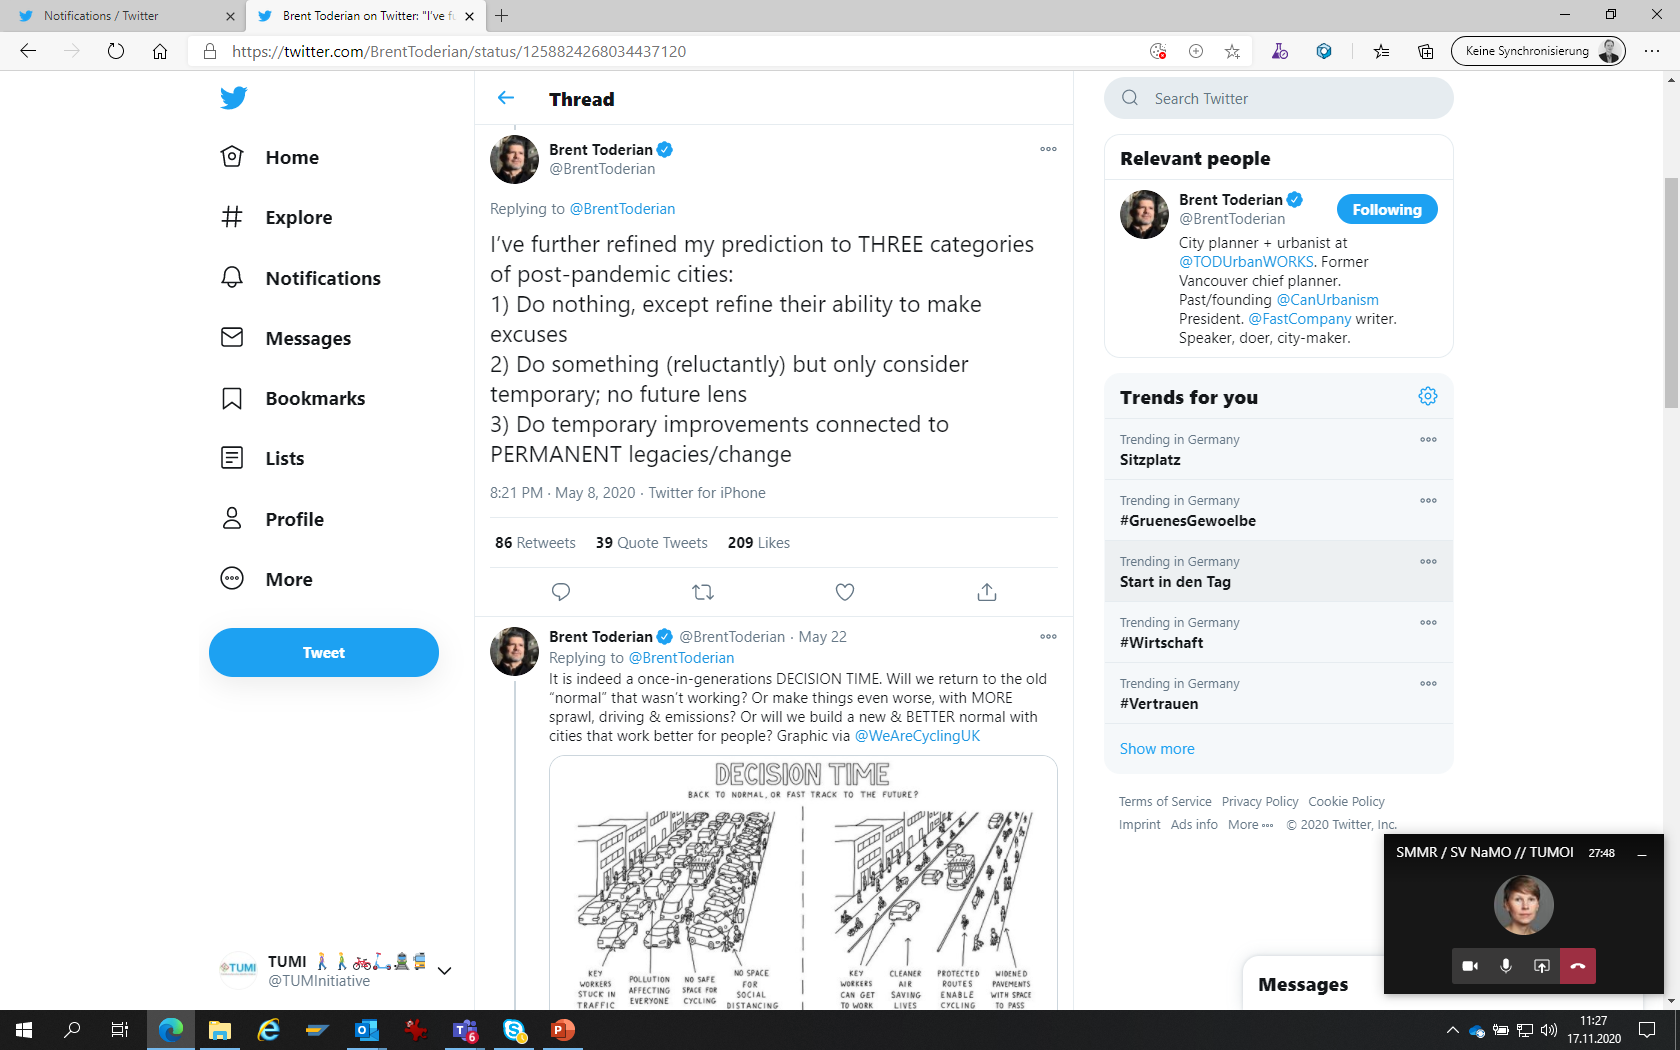 Notifications / Twitter
Brent Toderian on Twitter: "I've fu
https://twitter.com/BrentToderian/status/1258824268034437120
Keine Synchronisierung
Home
Explore
Notifications
Messages
Bookmarks
Lists
Profile
More
Tweet
TUMI
@TUMInitiative
Thread
Brent Toderian
@BrentToderian
Replying to @BrentToderian
I've further refined my prediction to THREE categories
of post-pandemic cities:
1) Do nothing, except refine their ability to make
excuses
2) Do something (reluctantly) but only consider
temporary; no future lens
3) Do temporary improvements connected to
PERMANENT legacies/change
8:21 PM · May 8, 2020 · Twitter for iPhone
86 Retweets 39 Quote Tweets 209 Likes
Brent Toderian @BrentToderian · May 22
Replying to @BrentToderian
It is indeed a once-in-generations DECISION TIME. Will we return to the old
“normal” that wasn’t working? Or make things even worse, with MORE
sprawl, driving & emissions? Or will we build a new & BETTER normal with
cities that work better for people? Graphic via @WeAreCyclingUK
DECISION TIME
BACK TO NORMAL, OR FAST TRACK TO THE FUTURE?
KEY
WORKERS
STUCK IN
TRAFFIC
POLLUTION
AFFECTING
EVERYONE
NO SAFE
SPACE FOR
CYCLING
NO SPACE
FOR
SOCIAL
DISTANCING
KEY
WORKERS
CAN GET
TO WORK
CLEANER
AIR
SAVING
LIVES
PROTECTED
ROUTES
ENABLE
CYCLING
WIDENED
PAVEMENTS
WITH SPACE
TO PASS
Search Twitter
Relevant people
Brent Toderian
@BrentToderian
Following
City planner + urbanist at
@TODUrbanWORKS. Former
Vancouver chief planner.
Past/founding @CanUrbanism
President. @FastCompany writer.
Speaker, doer, city-maker.
Trends for you
Trending in Germany
Sitzplatz
Trending in Germany
#GruenesGewoelbe
Trending in Germany
Start in den Tag
Trending in Germany
#Wirtschaft
Trending in Germany
#Vertrauen
Show more
Terms of Service Privacy Policy Cookie Policy
Imprint Ads info More © 2020 Twitter, Inc.
SMMR / SV NaMO // TUMOI 27:48
Messages
6
11:27
17.11.2020